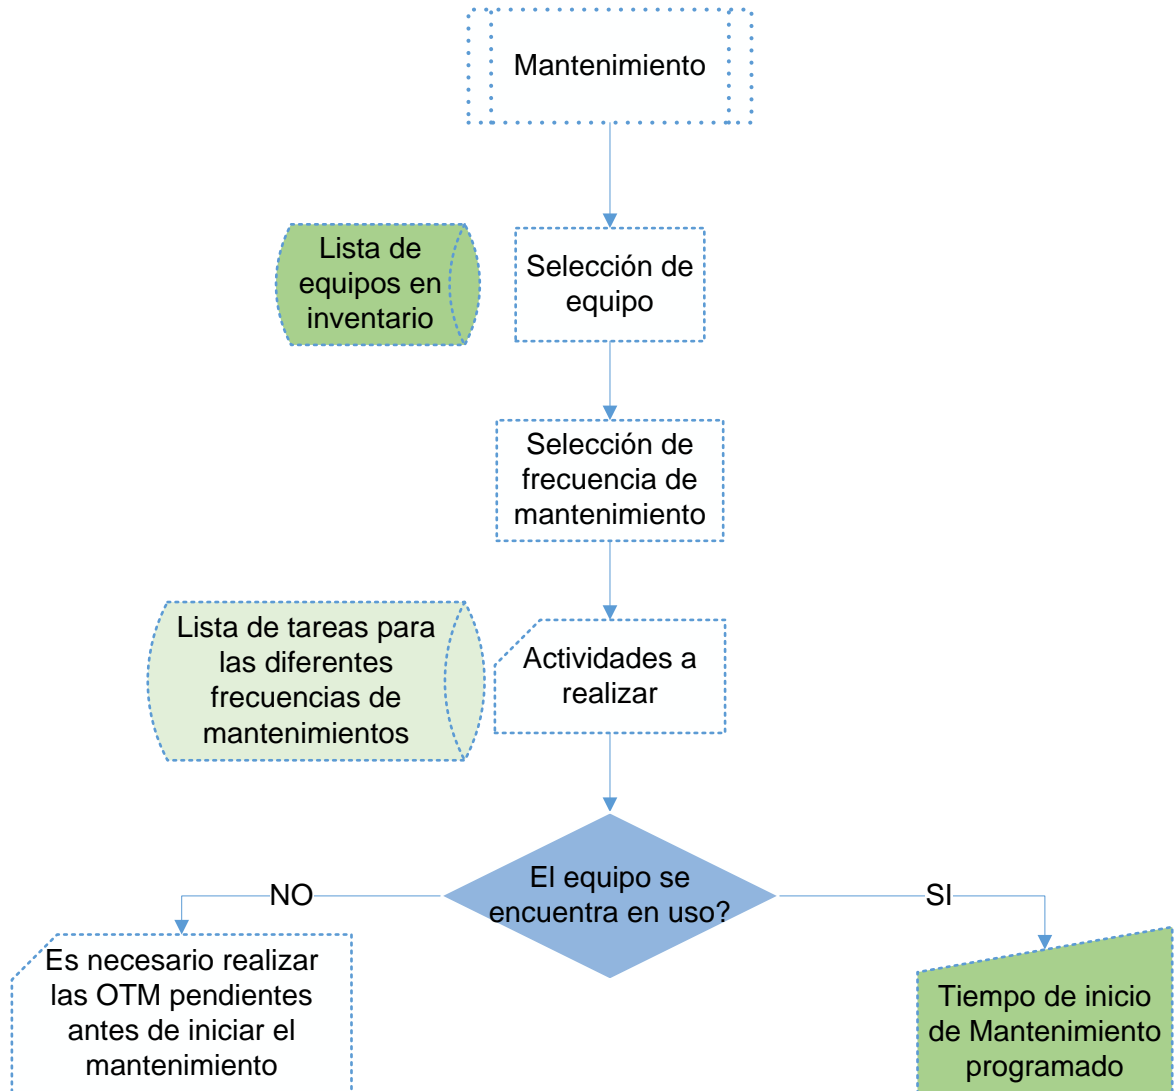 Mantenimiento
Lista de
equipos en
inventario
Selección de
equipo
Selección de
frecuencia de
mantenimiento
Lista de tareas para
las diferentes
frecuencias de
mantenimientos
Actividades a
realizar
El equipo se
encuentra en uso?
NO
SI
Es necesario realizar
las OTM pendientes
antes de iniciar el
mantenimiento
Tiempo de inicio
de Mantenimiento
programado